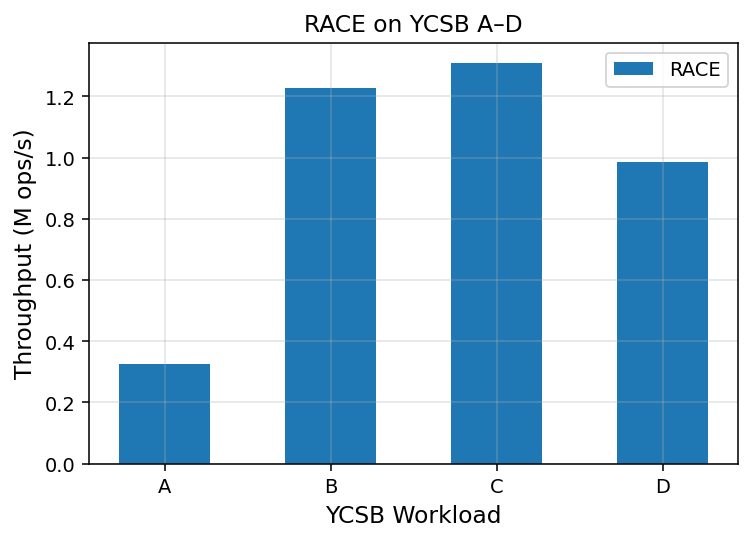 RACE on YCSB A–D
RACE
Throughput (M ops/s)
1.2
1.0
0.8
0.6
0.4
0.2
0.0
A B C D
YCSB Workload